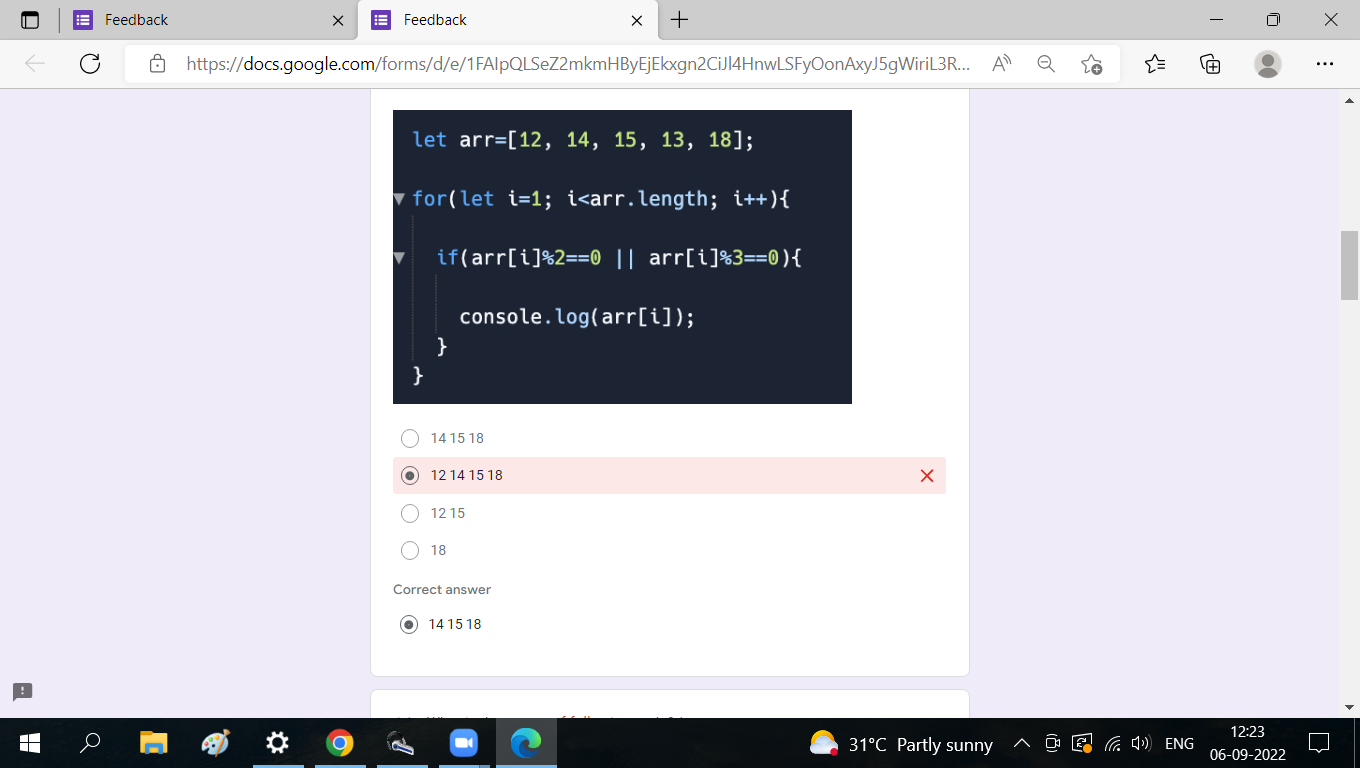 Feedback
Feedback
https://docs.google.com/forms/d/e/1FAIpQLSeZ2mkmHByEjEkxgn2CiJl4HnwLSFyOonAxyJ5gWiriL3R...
let arr=[12, 14, 15, 13, 18];
for(let i=1; i<arr.length; i++){
if(arr[i]%2==0 || arr[i]%3==0){
console.log(arr[i]);
}
}
14 15 18
12 14 15 18
12 15
18
Correct answer
14 15 18
31°C Partly sunny
ENG
12:23
06-09-2022